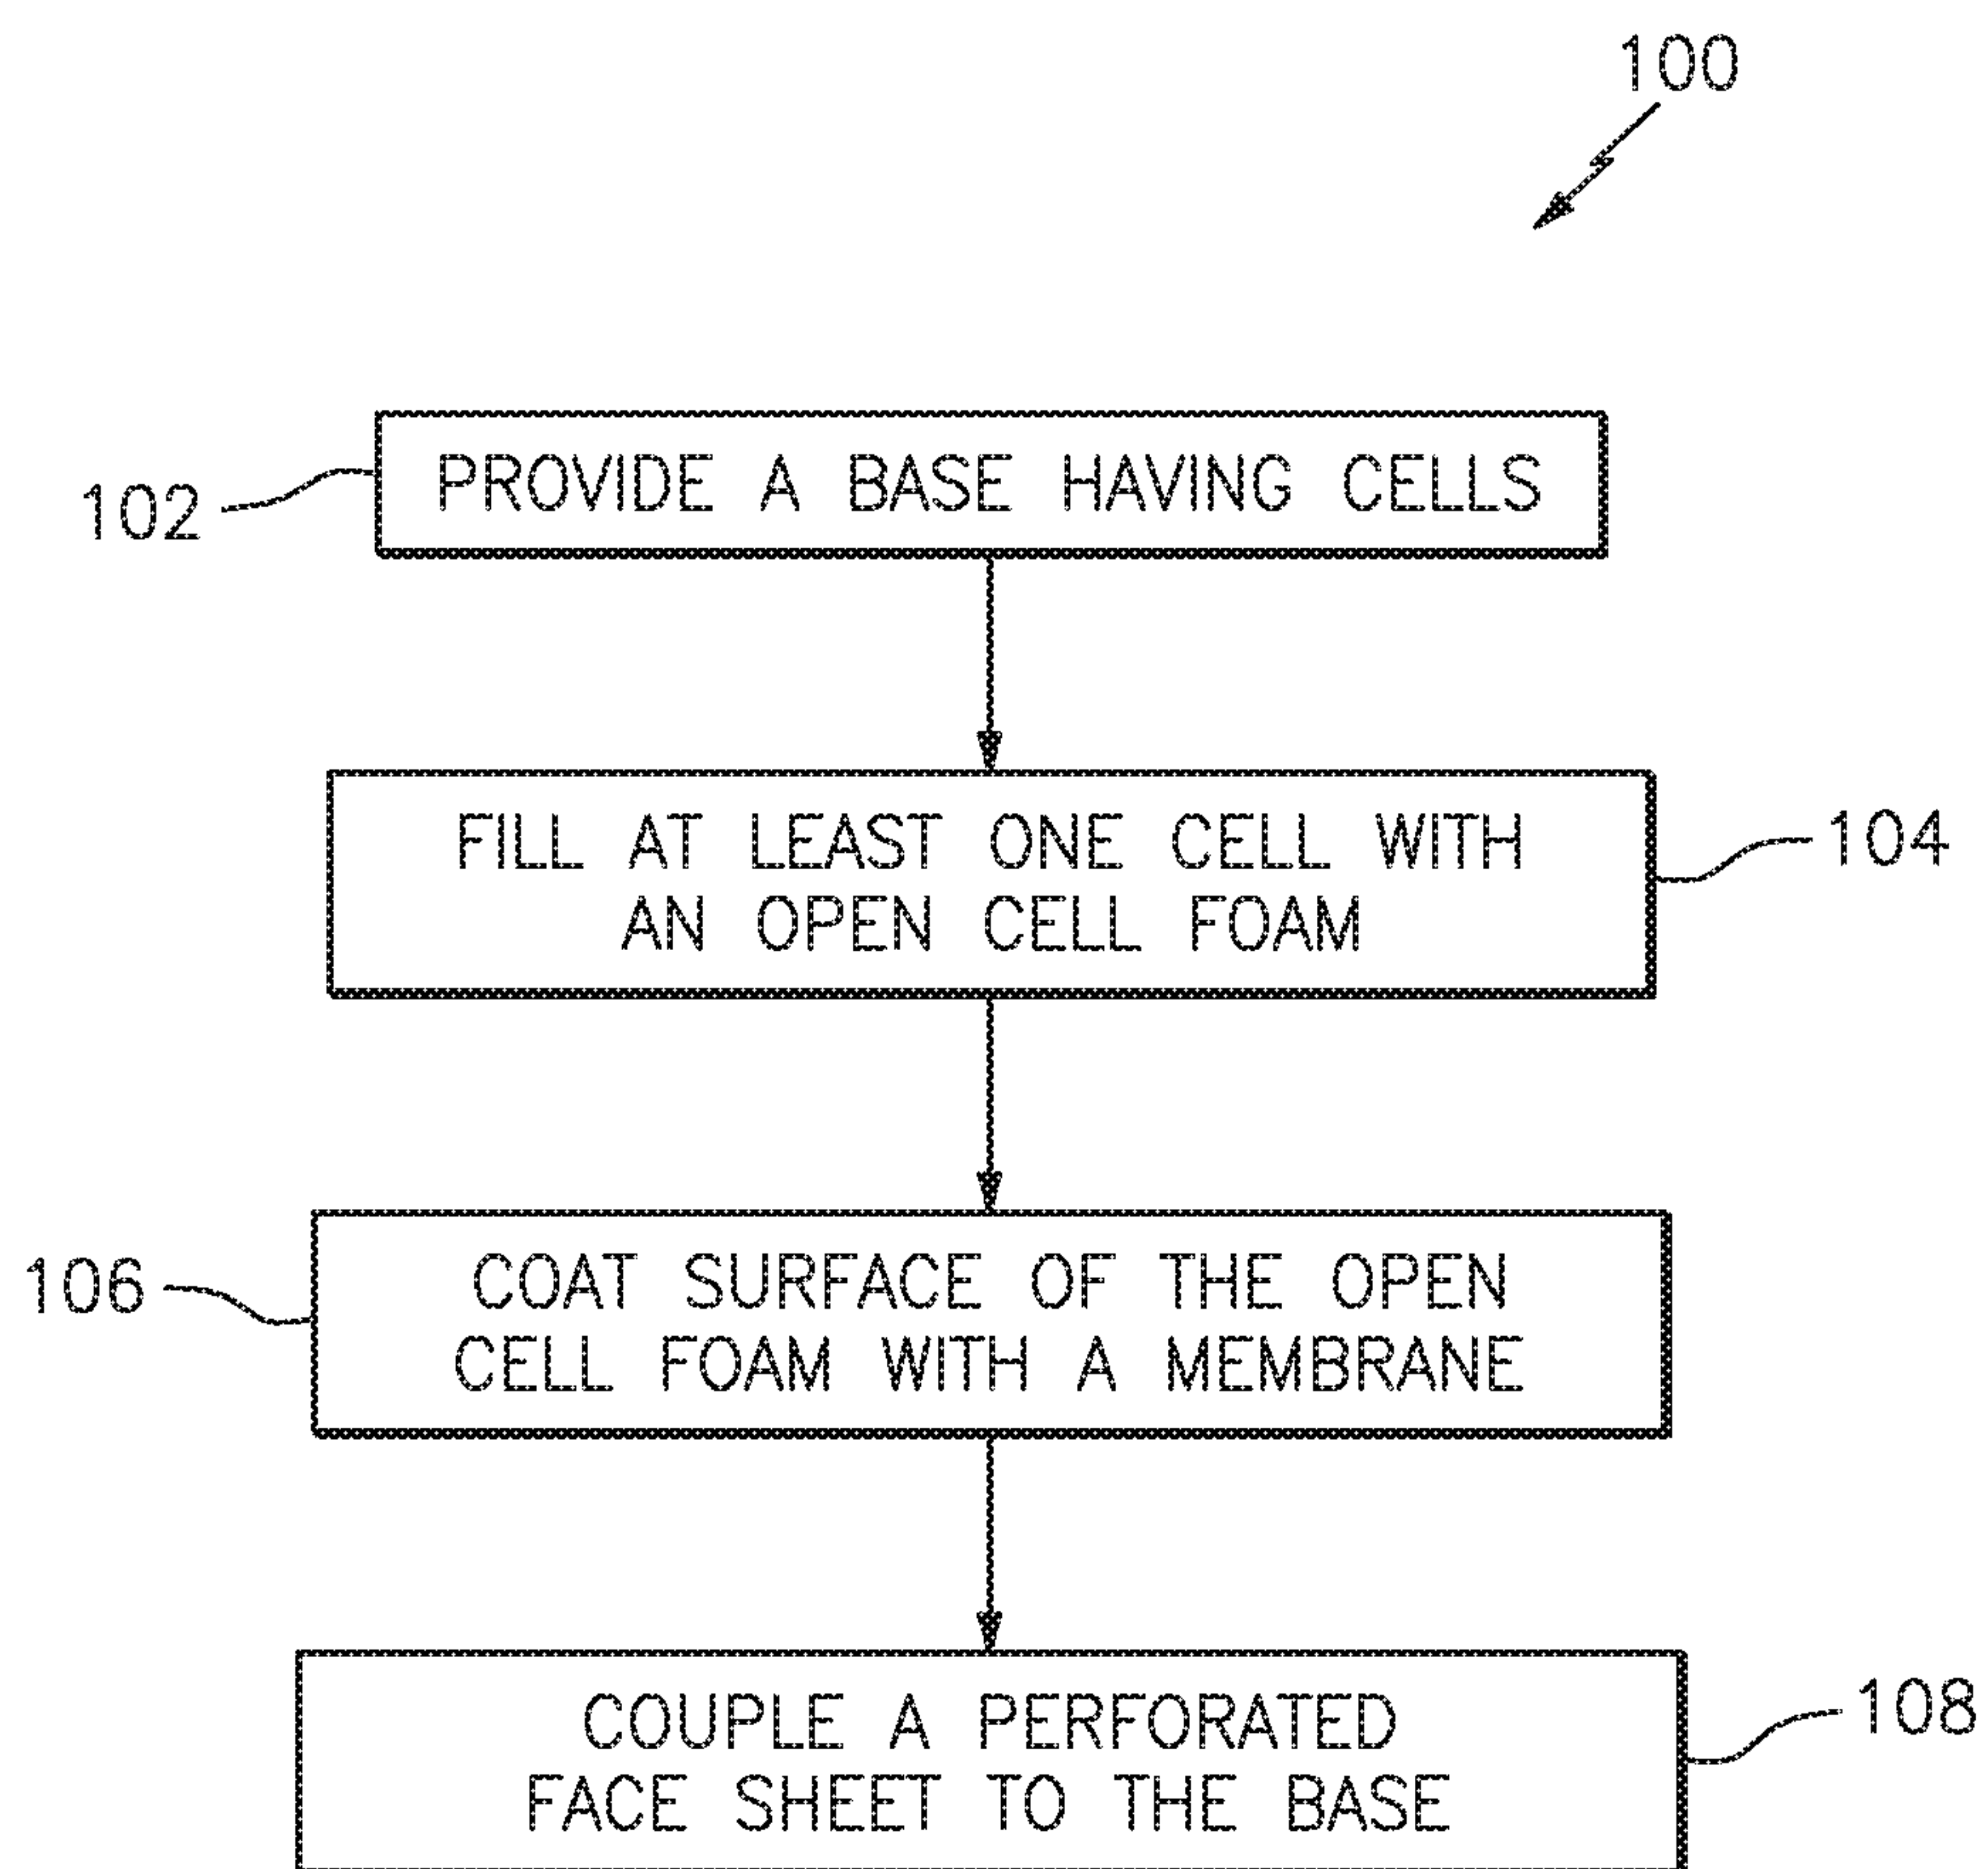 100
102
PROVIDE A BASE HAVING CELLS
FILL AT LEAST ONE CELL WITH
AN OPEN CELL FOAM
104
106
COAT SURFACE OF THE OPEN
CELL FOAM WITH A MEMBRANE
COUPLE A PERFORATED
FACE SHEET TO THE BASE
108